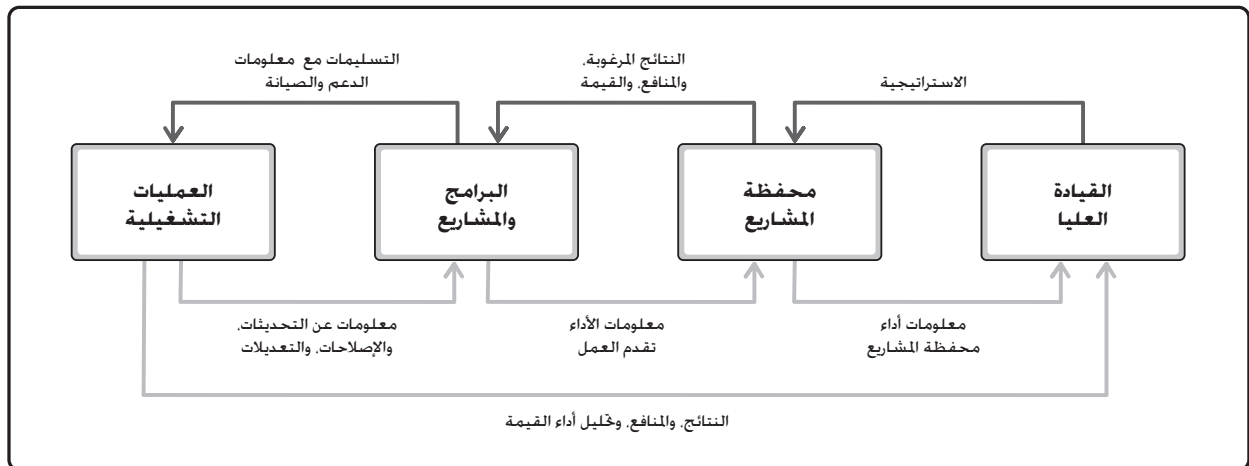 الاستراتيجية
النتائج المرغوبة،
والمنافع، والقيمة
التسليمات مع معلومات
الدعم والصيانة
القيادة
العليا
محفظة
المشاريع
البرامج
والمشاريع
العمليات
التشغيلية
معلومات أداء
محفظة المشاريع
معلومات الأداء
تقدم العمل
معلومات عن التحديثات،
والإصلاحات، والتعديلات
النتائج، والمنافع، وتحليل أداء القيمة